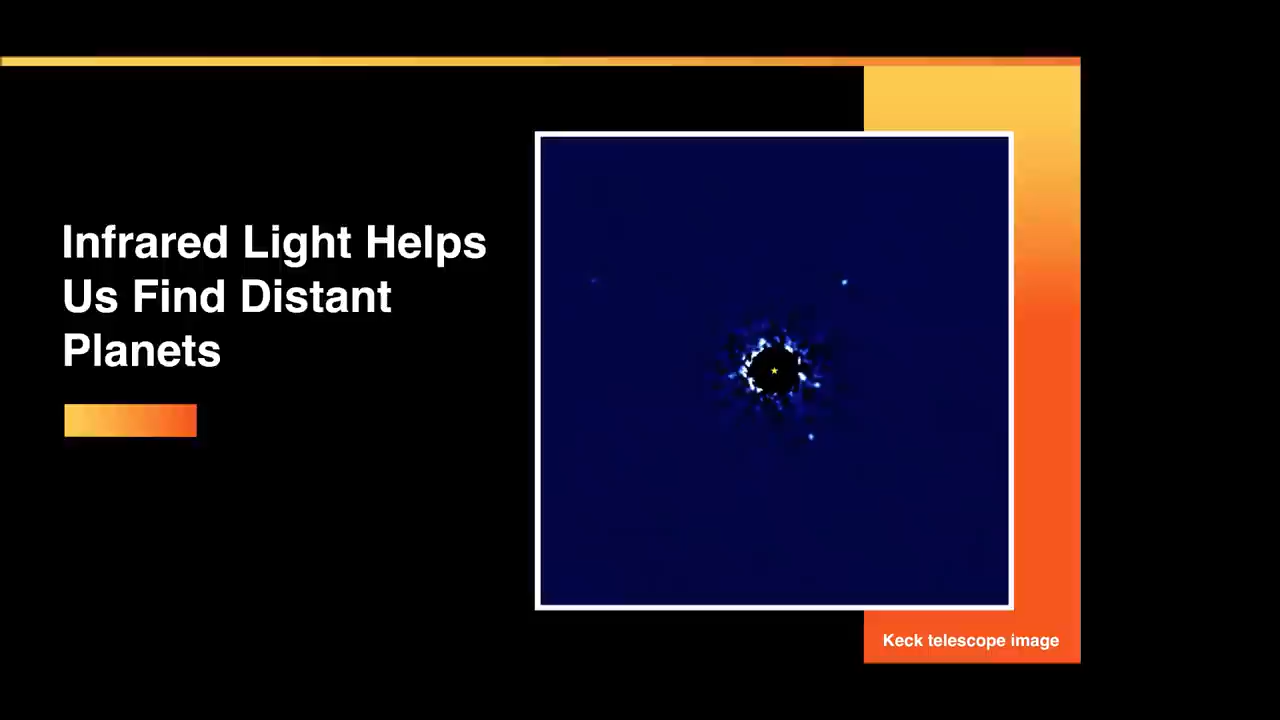 Infrared Light Helps
Us Find Distant
Planets
Keck telescope image